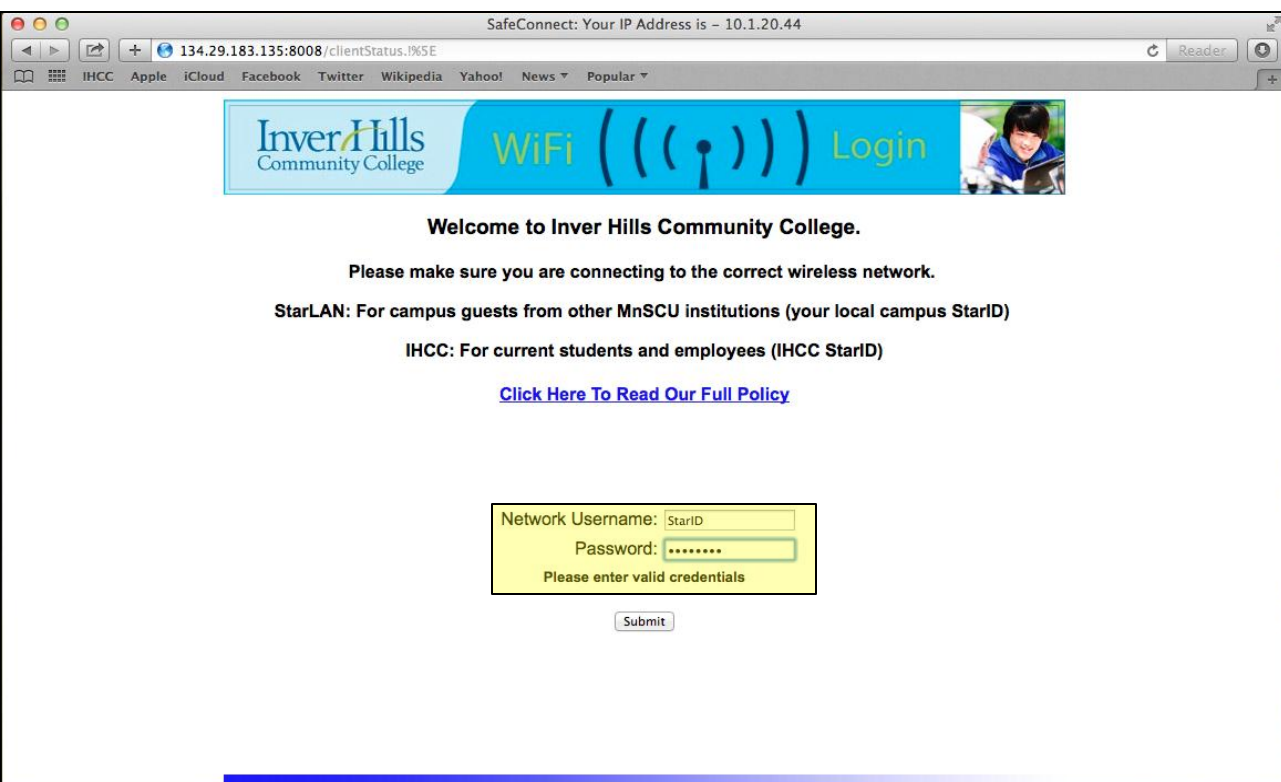 SafeConnect: Your IP Address is – 10.1.20.44
134.29.183.135:8008/clientStatus.!%5E
Reader
IHCC Apple iCloud Facebook Twitter Wikipedia Yahoo! News Popular
Inver Hills
Community College
WiFi Login
Welcome to Inver Hills Community College.
Please make sure you are connecting to the correct wireless network.
StarLAN: For campus guests from other MnSCU institutions (your local campus StarID)
IHCC: For current students and employees (IHCC StarID)
Click Here To Read Our Full Policy
Network Username: StarID
Password: ••••••••
Please enter valid credentials
Submit